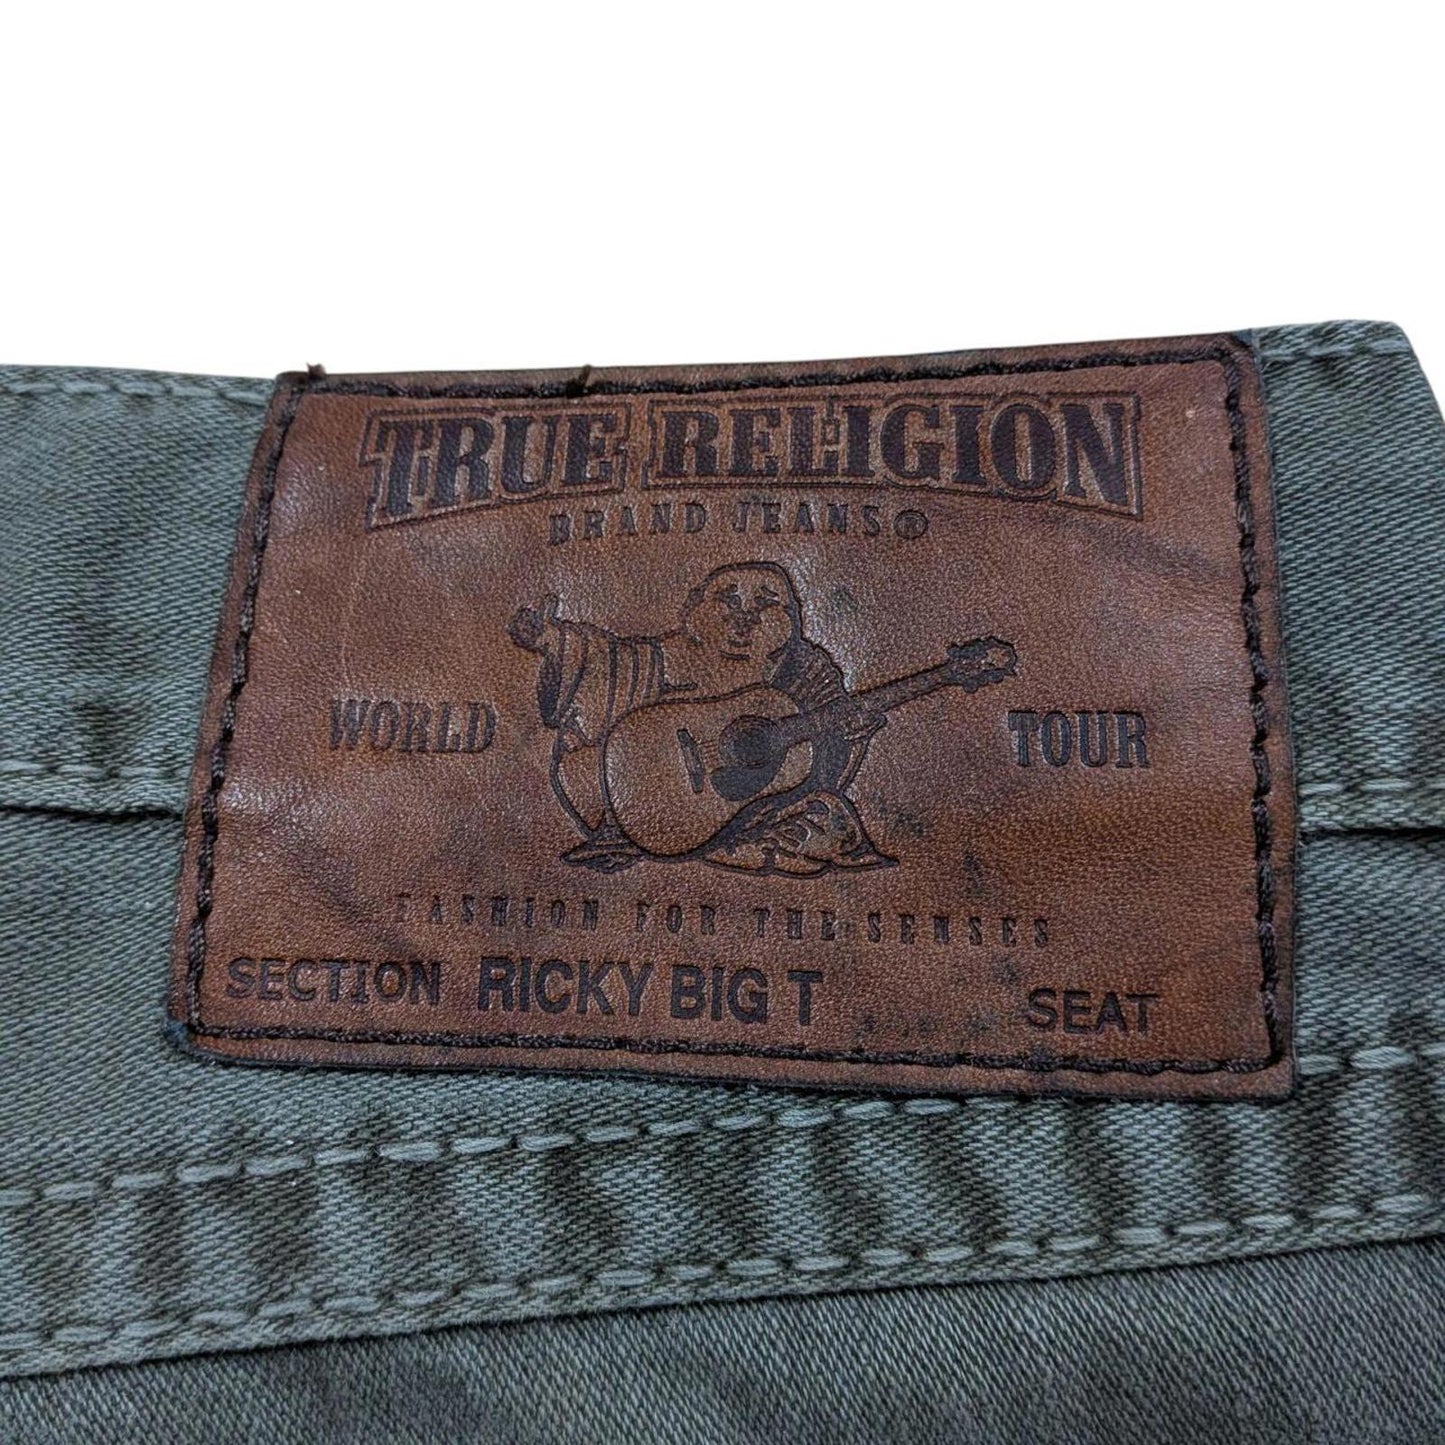 TRUE RELIGION
BRAND JEANS®
WORLD TOUR
FASHION FOR THE SENSES
SECTION RICKY BIG T SEAT